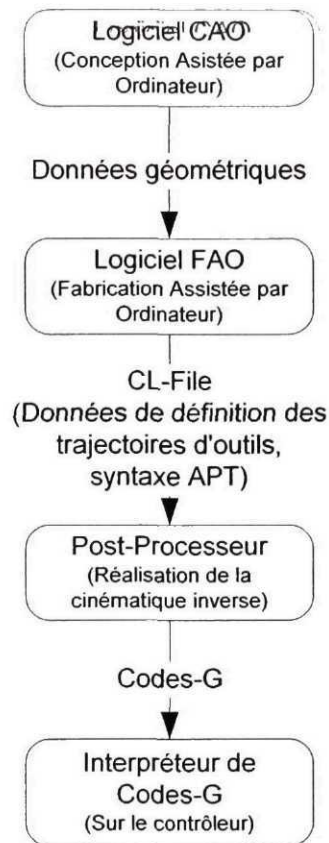 Logiciel CAO
(Conception Asistée par
Ordinateur)
Données géométriques
Logiciel FAO
(Fabrication Assistée par
Ordinateur)
CL-File
(Données de définition des
trajectoires d'outils,
syntaxe APT)
Post-Processeur
(Réalisation de la
cinématique inverse)
Codes-G
Interpréteur de
Codes-G
(Sur le contrôleur)